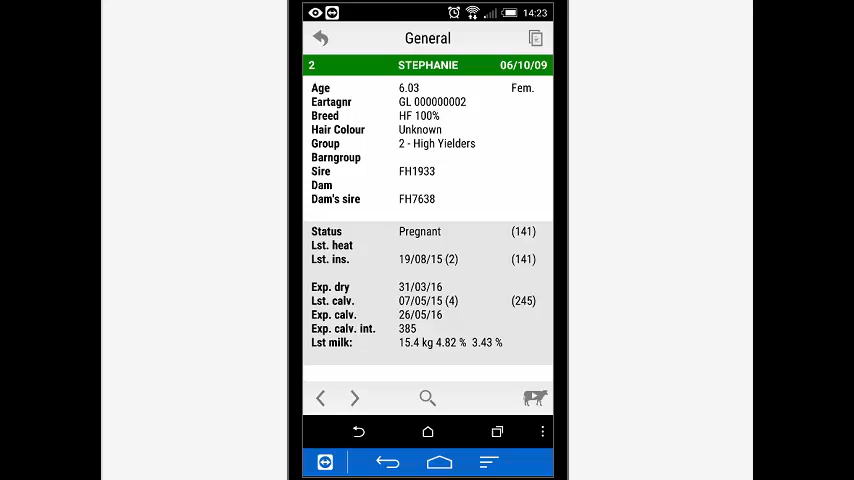 14:23
General
2 STEPHANIE 06/10/09
Age 6.03 Fem.
Eartagnr GL 000000002
Breed HF 100%
Hair Colour Unknown
Group 2 - High Yielders
Barngroup
Sire FH1933
Dam
Dam's sire FH7638
Status Pregnant (141)
Lst. heat
Lst. ins. 19/08/15 (2) (141)
Exp. dry 31/03/16
Lst. calv. 07/05/15 (4) (245)
Exp. calv. 26/05/16
Exp. calv. int. 385
Lst milk: 15.4 kg 4.82 % 3.43 %